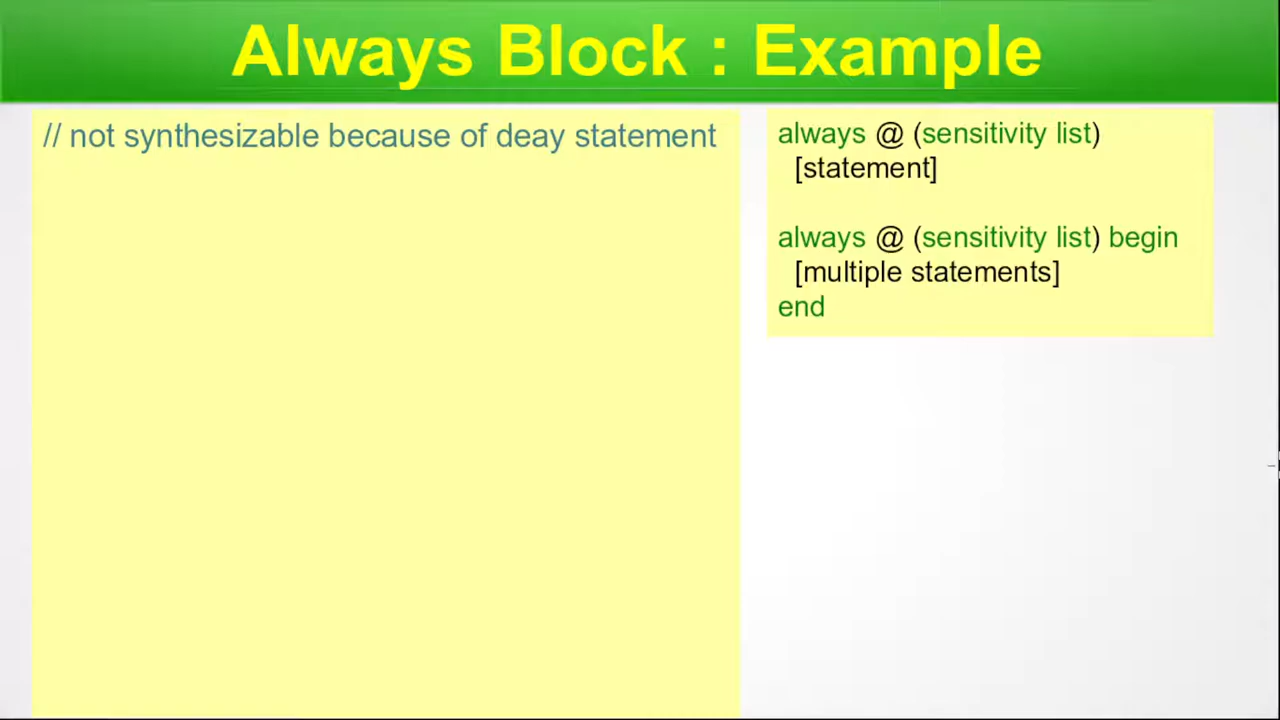 Always Block : Example
// not synthesizable because of deay statement
always @ (sensitivity list)
[statement]
always @ (sensitivity list) begin
[multiple statements]
end